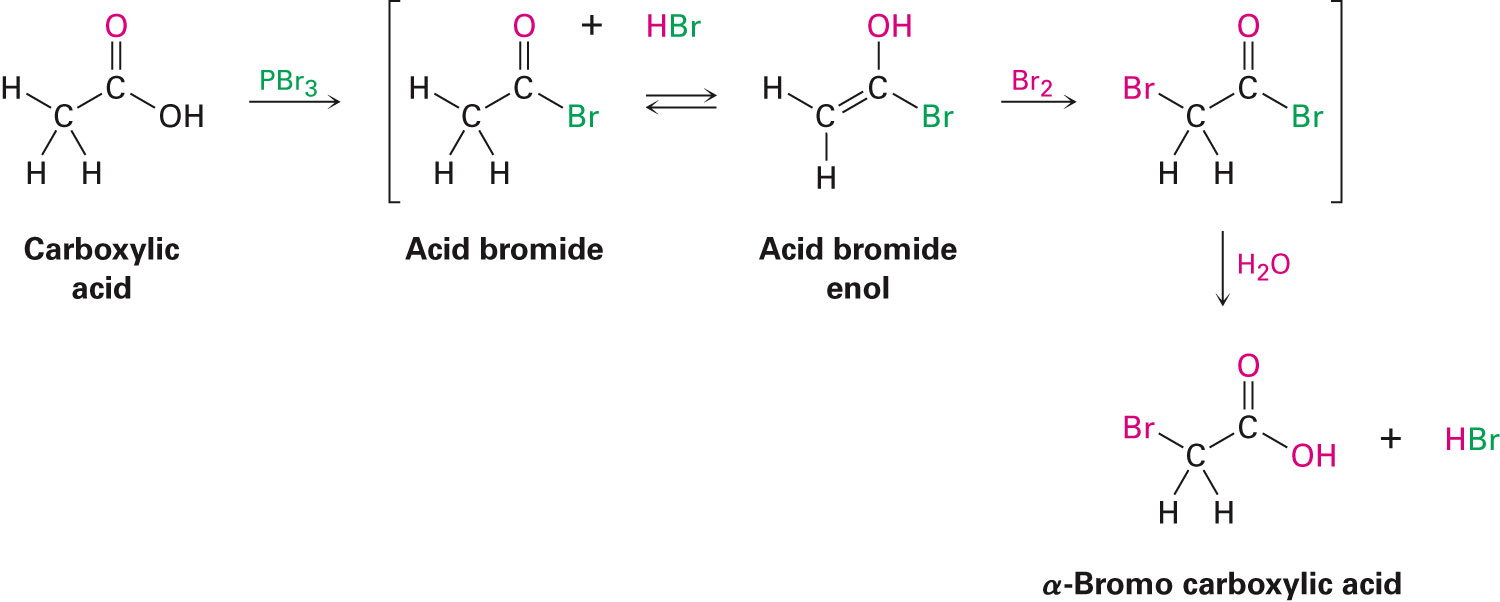 O + HBr OH O
H C PBr3 H C H C Br2 Br C
C OH C Br C Br C Br
H H H H H H H
Carboxylic acid
Acid bromide
Acid bromide enol
H2O
O
Br C + HBr
C OH
H H
α-Bromo carboxylic acid